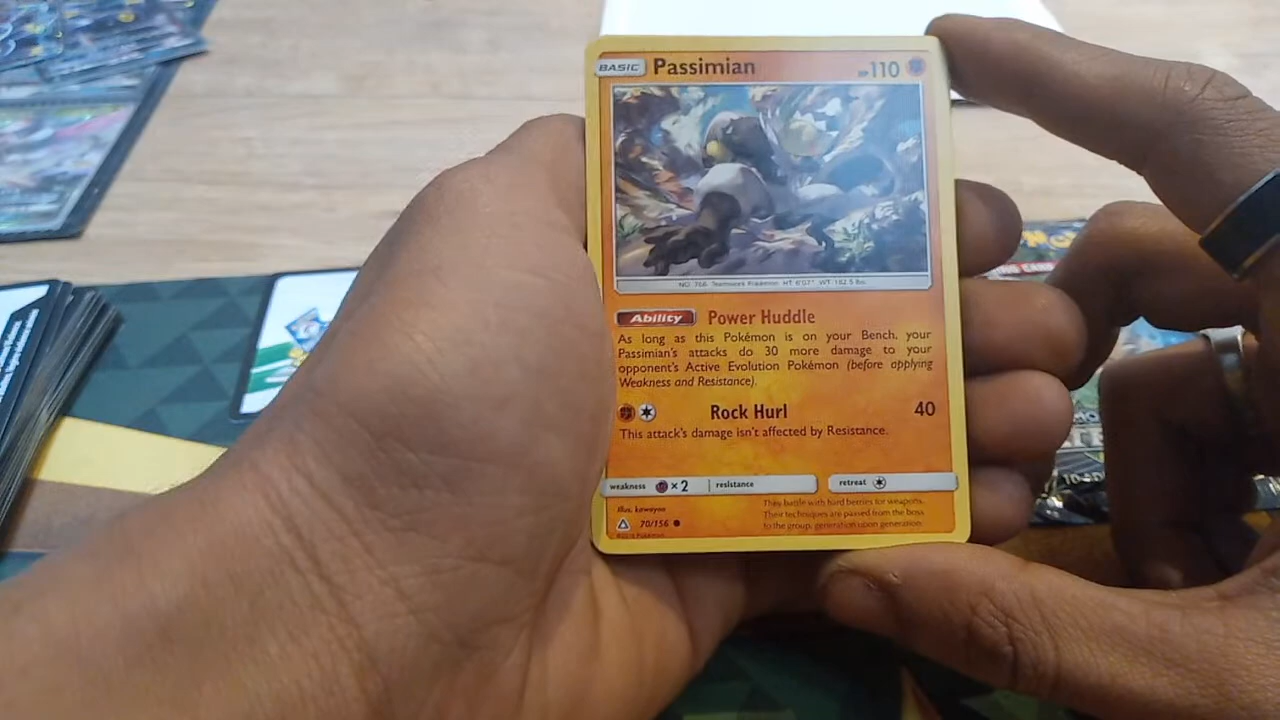 BASIC Passimian HP110
NO. 766 Teamwork Pokémon HT: 6'07" WT: 182.5 lbs.
Ability Power Huddle
As long as this Pokémon is on your Bench, your
Passimian's attacks do 30 more damage to your
opponent's Active Evolution Pokémon (before applying
Weakness and Resistance).
Rock Hurl 40
This attack's damage isn't affected by Resistance.
weakness ×2 resistance retreat
Illus. kawayoo
70/156
©2018 Pokémon
They battle with hard berries for weapons.
Their techniques are passed from the boss
to the group, generation upon generation.